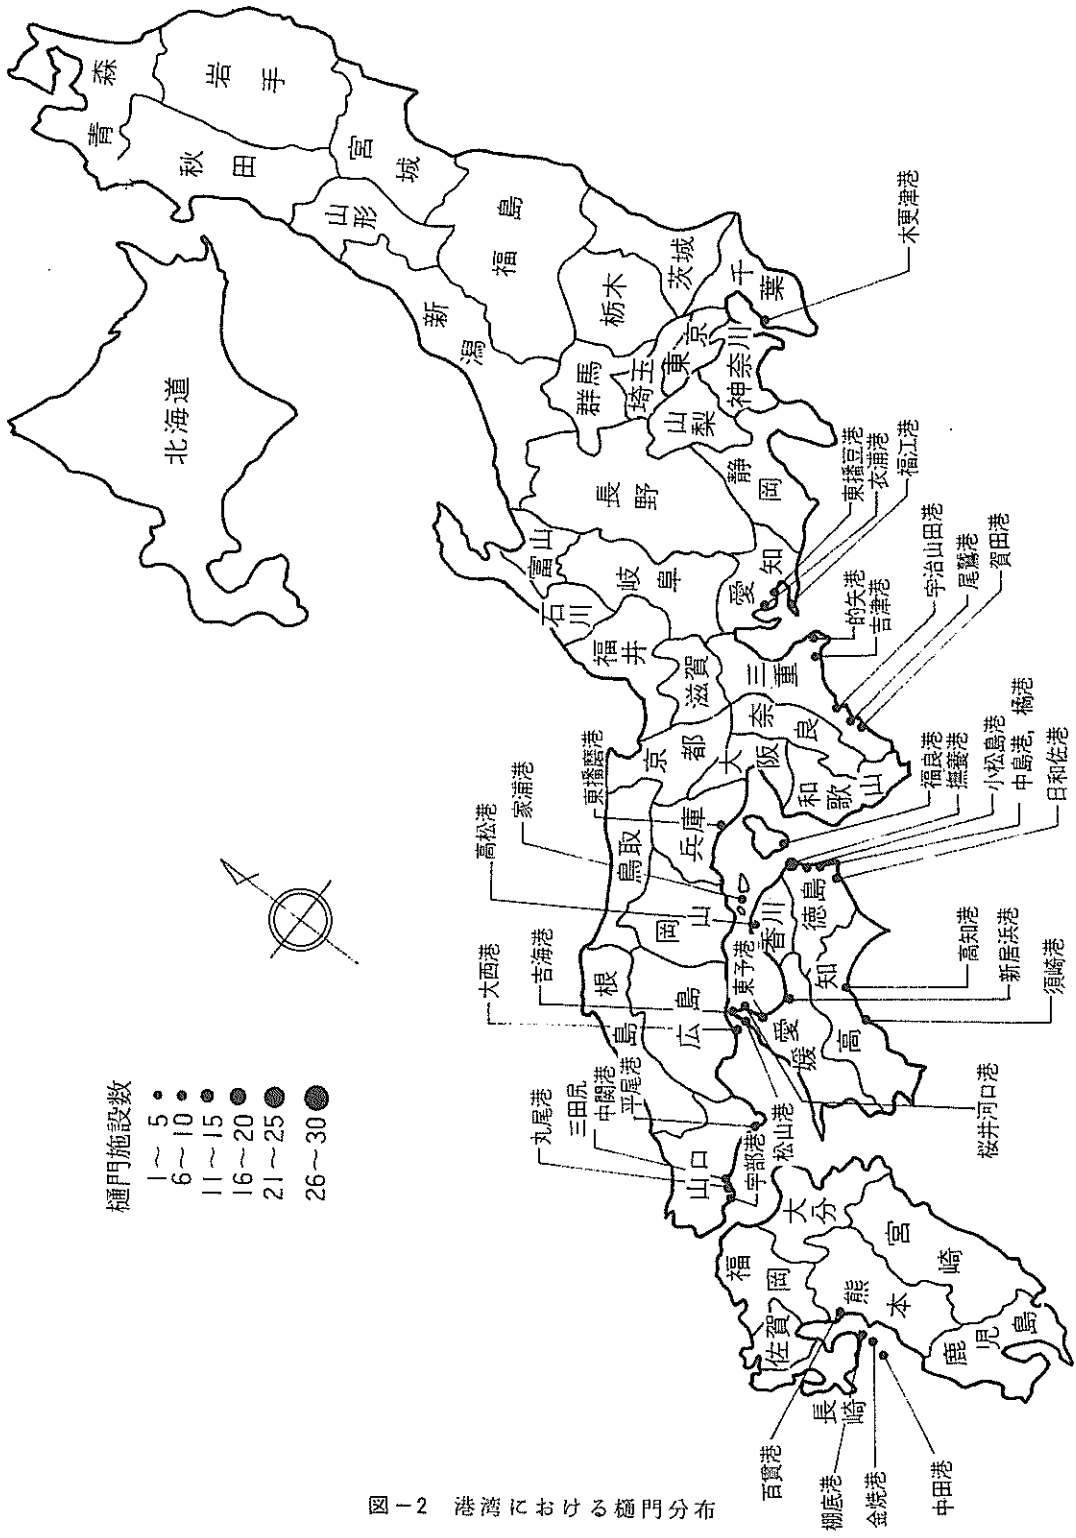 北海道
青森
岩手
秋田
宮城
山形
福島
新潟
茨城
栃木
千葉
群馬
埼玉
東京
神奈川
山梨
長野
静岡
富山
石川
岐阜
愛知
福井
滋賀
三重
奈良
京都
大阪
和歌山
兵庫
鳥取
岡山
島根
広島
山口
香川
徳島
愛媛
高知
福岡
佐賀
長崎
大分
熊本
宮崎
鹿児島
木更津港
東播豆港
衣浦港
福江港
的矢港
吉津港
宇治山田港
尾鷲港
賀田港
東播磨港
家浦港
高松港
福良港
撫養港
小松島港
中島港，橘港
日和佐港
高知港
新居浜港
須崎港
東予港
吉海港
大西港
桜井河口港
松山港
平尾港
三田尻
中関港
丸尾港
宇部港
百貫港
棚底港
金焼港
中田港
樋門施設数
1～5
6～10
11～15
16～20
21～25
26～30
図－2　港湾における樋門分布